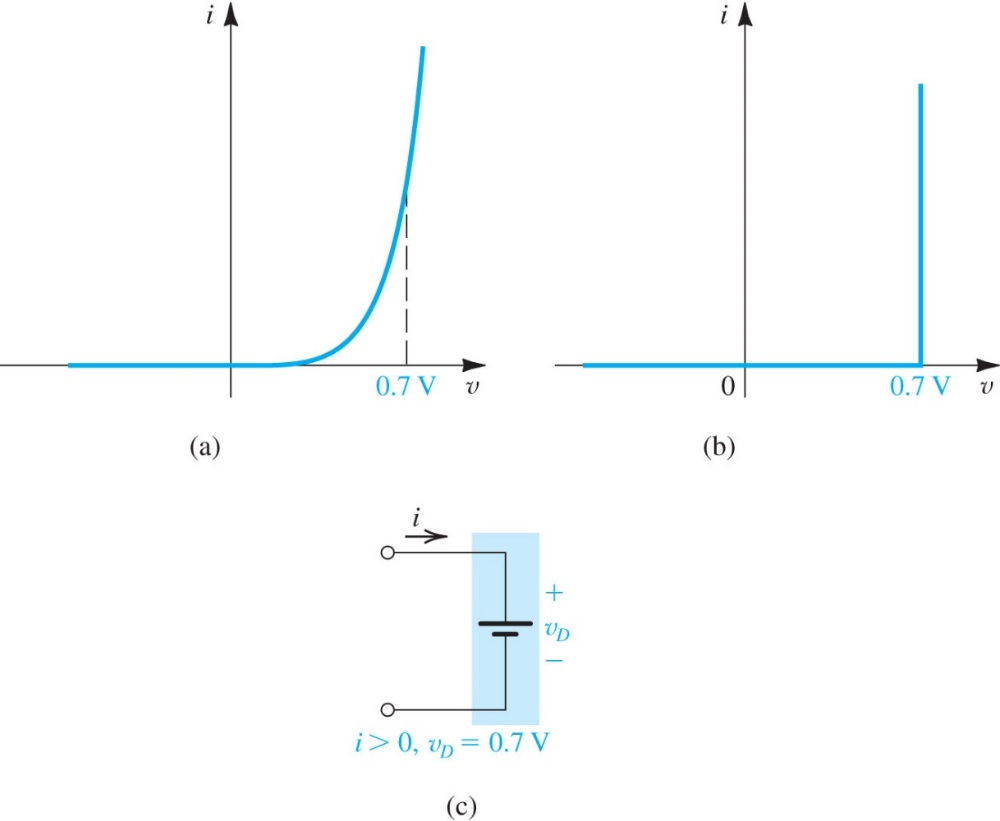 i i
0.7 V v 0 0.7 V v
(a) (b)
i
+
v_D
−
i > 0, v_D = 0.7 V
(c)